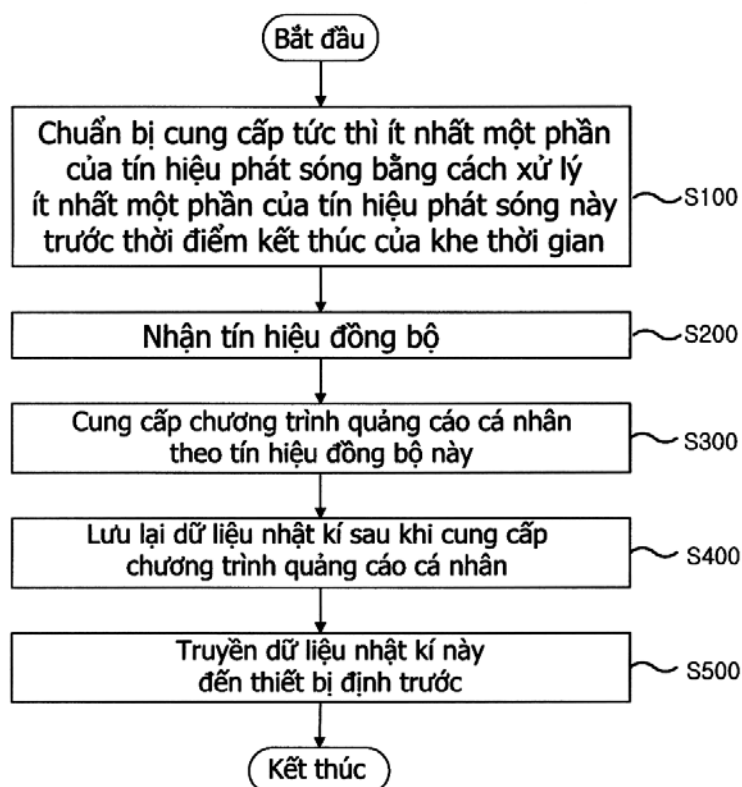 Bắt đầu
Chuẩn bị cung cấp tức thì ít nhất một phần
của tín hiệu phát sóng bằng cách xử lý
ít nhất một phần của tín hiệu phát sóng này
trước thời điểm kết thúc của khe thời gian
S100
Nhận tín hiệu đồng bộ
S200
Cung cấp chương trình quảng cáo cá nhân
theo tín hiệu đồng bộ này
S300
Lưu lại dữ liệu nhật kí sau khi cung cấp
chương trình quảng cáo cá nhân
S400
Truyền dữ liệu nhật kí này
đến thiết bị định trước
S500
Kết thúc